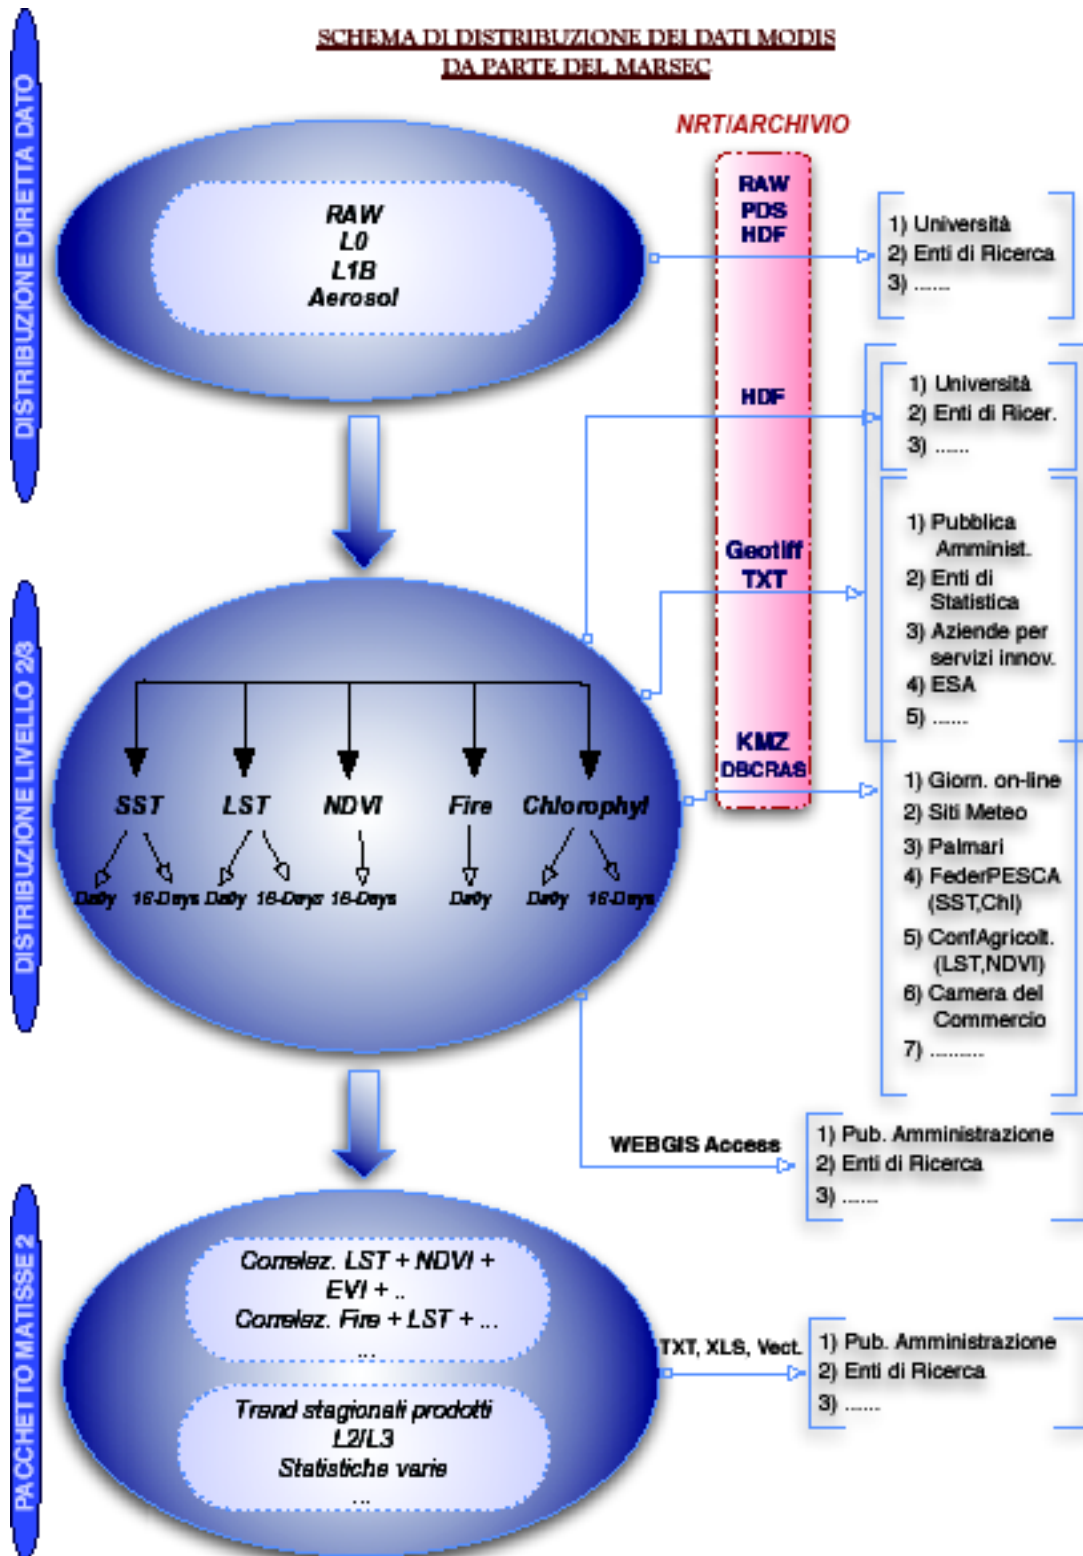 SCHEMA DI DISTRIBUZIONE DEI DATI MODIS
DA PARTE DEL MARSEC
DISTRIBUZIONE DIRETTA DATO
NRT/ARCHIVIO
RAW
L0
L1B
Aerosol
RAW
PDS
HDF
1) Università
2) Enti di Ricerca
3) ......
HDF
1) Università
2) Enti di Ricer.
3) ......
DISTRIBUZIONE LIVELLO 2/3
Geotiff
TXT
1) Pubblica
Amminist.
2) Enti di
Statistica
3) Aziende per
servizi innov.
4) ESA
5) ......
SST
LST
NDVI
Fire
Chlorophyl
Daily
16-Days
Daily
16-Days
16-Days
Daily
Daily
16-Days
KMZ
DBCRAS
1) Giorn. on-line
2) Siti Meteo
3) Palmari
4) FederPESCA
(SST,Chl)
5) ConfAgricolt.
(LST,NDVI)
6) Camera del
Commercio
7) ..........
WEBGIS Access
1) Pub. Amministrazione
2) Enti di Ricerca
3) ......
PACCHETTO MATISSE 2
Correlaz. LST + NDVI +
EVI + ..
Correlaz. Fire + LST + ...
...
Trend stagionali prodotti
L2/L3
Statistiche varie
...
TXT, XLS, Vect.
1) Pub. Amministrazione
2) Enti di Ricerca
3) ......